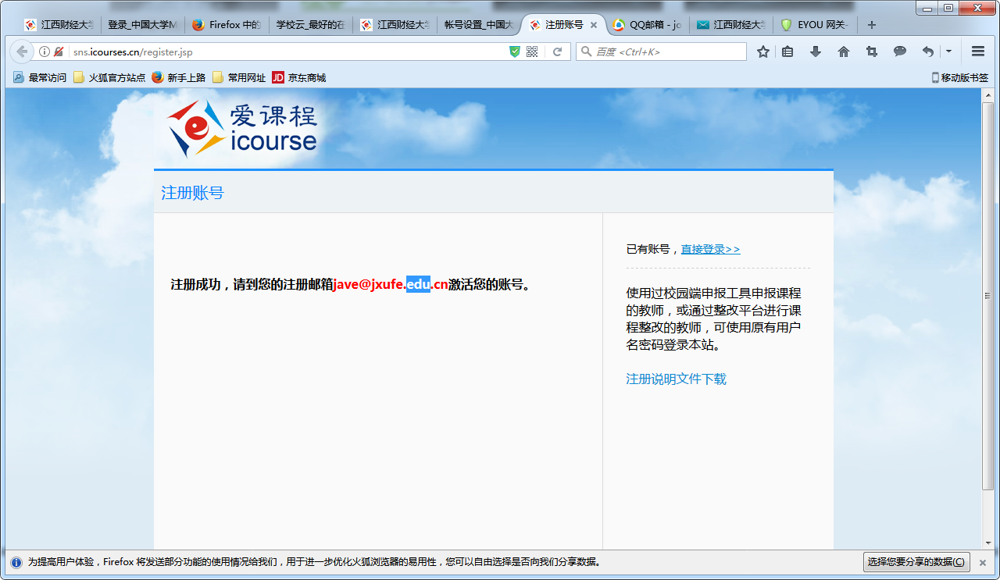 江西财经大
登录_中国大学M
Firefox 中的
学校云_最好的在
江西财经大学
帐号设置_中国大
注册账号
QQ邮箱 - jo
江西财经大学
EYOU 网关-
sns.icourses.cn/register.jsp
百度 <Ctrl+K>
最常访问
火狐官方站点
新手上路
常用网址
JD 京东商城
移动版书签
爱课程
icourse
注册账号
已有账号，直接登录>>
注册成功，请到您的注册邮箱jave@jxufe.edu.cn激活您的账号。
使用过校园端申报工具申报课程
的教师，或通过整改平台进行课
程整改的教师，可使用原有用户
名密码登录本站。
注册说明文件下载
为提高用户体验，Firefox 将发送部分功能的使用情况给我们，用于进一步优化火狐浏览器的易用性，您可以自由选择是否向我们分享数据。
选择您要分享的数据(C)